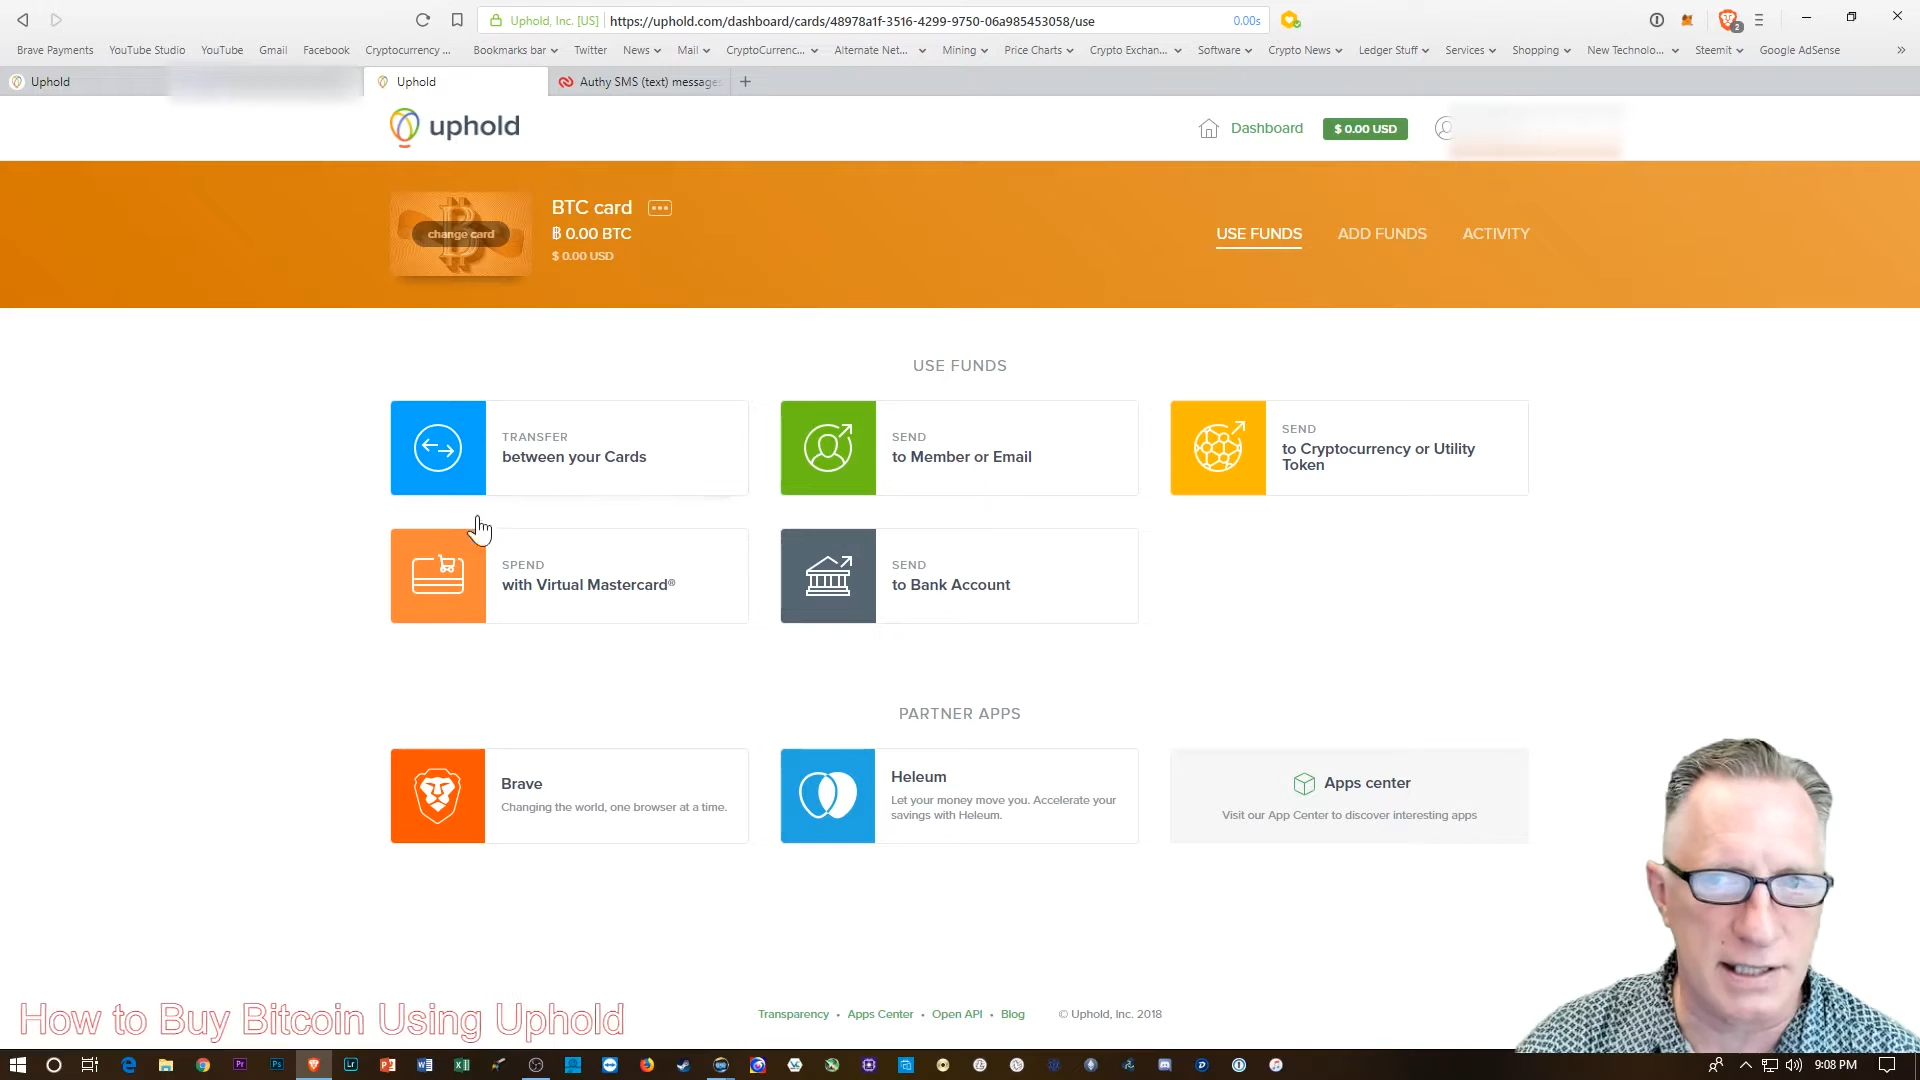 Uphold, Inc. [US] | https://uphold.com/dashboard/cards/48978a1f-3516-4299-9750-06a985453058/use 0.00s
2
Brave Payments YouTube Studio YouTube Gmail Facebook Cryptocurrency ... Bookmarks bar Twitter News Mail CryptoCurrenc... Alternate Net... Mining Price Charts Crypto Exchan... Software Crypto News Ledger Stuff Services Shopping New Technolo... Steemit Google AdSense »
Uphold Uphold Authy SMS (text) messages +
uphold Dashboard $ 0.00 USD
BTC card
change card
฿ 0.00 BTC
$ 0.00 USD
USE FUNDS ADD FUNDS ACTIVITY
USE FUNDS
TRANSFER
between your Cards
SEND
to Member or Email
SEND
to Cryptocurrency or Utility
Token
SPEND
with Virtual Mastercard®
SEND
to Bank Account
PARTNER APPS
Brave
Changing the world, one browser at a time.
Heleum
Let your money move you. Accelerate your
savings with Heleum.
Apps center
Visit our App Center to discover interesting apps
How to Buy Bitcoin Using Uphold
Transparency • Apps Center • Open API • Blog © Uphold, Inc. 2018
Pr Ps Lr 9:08 PM